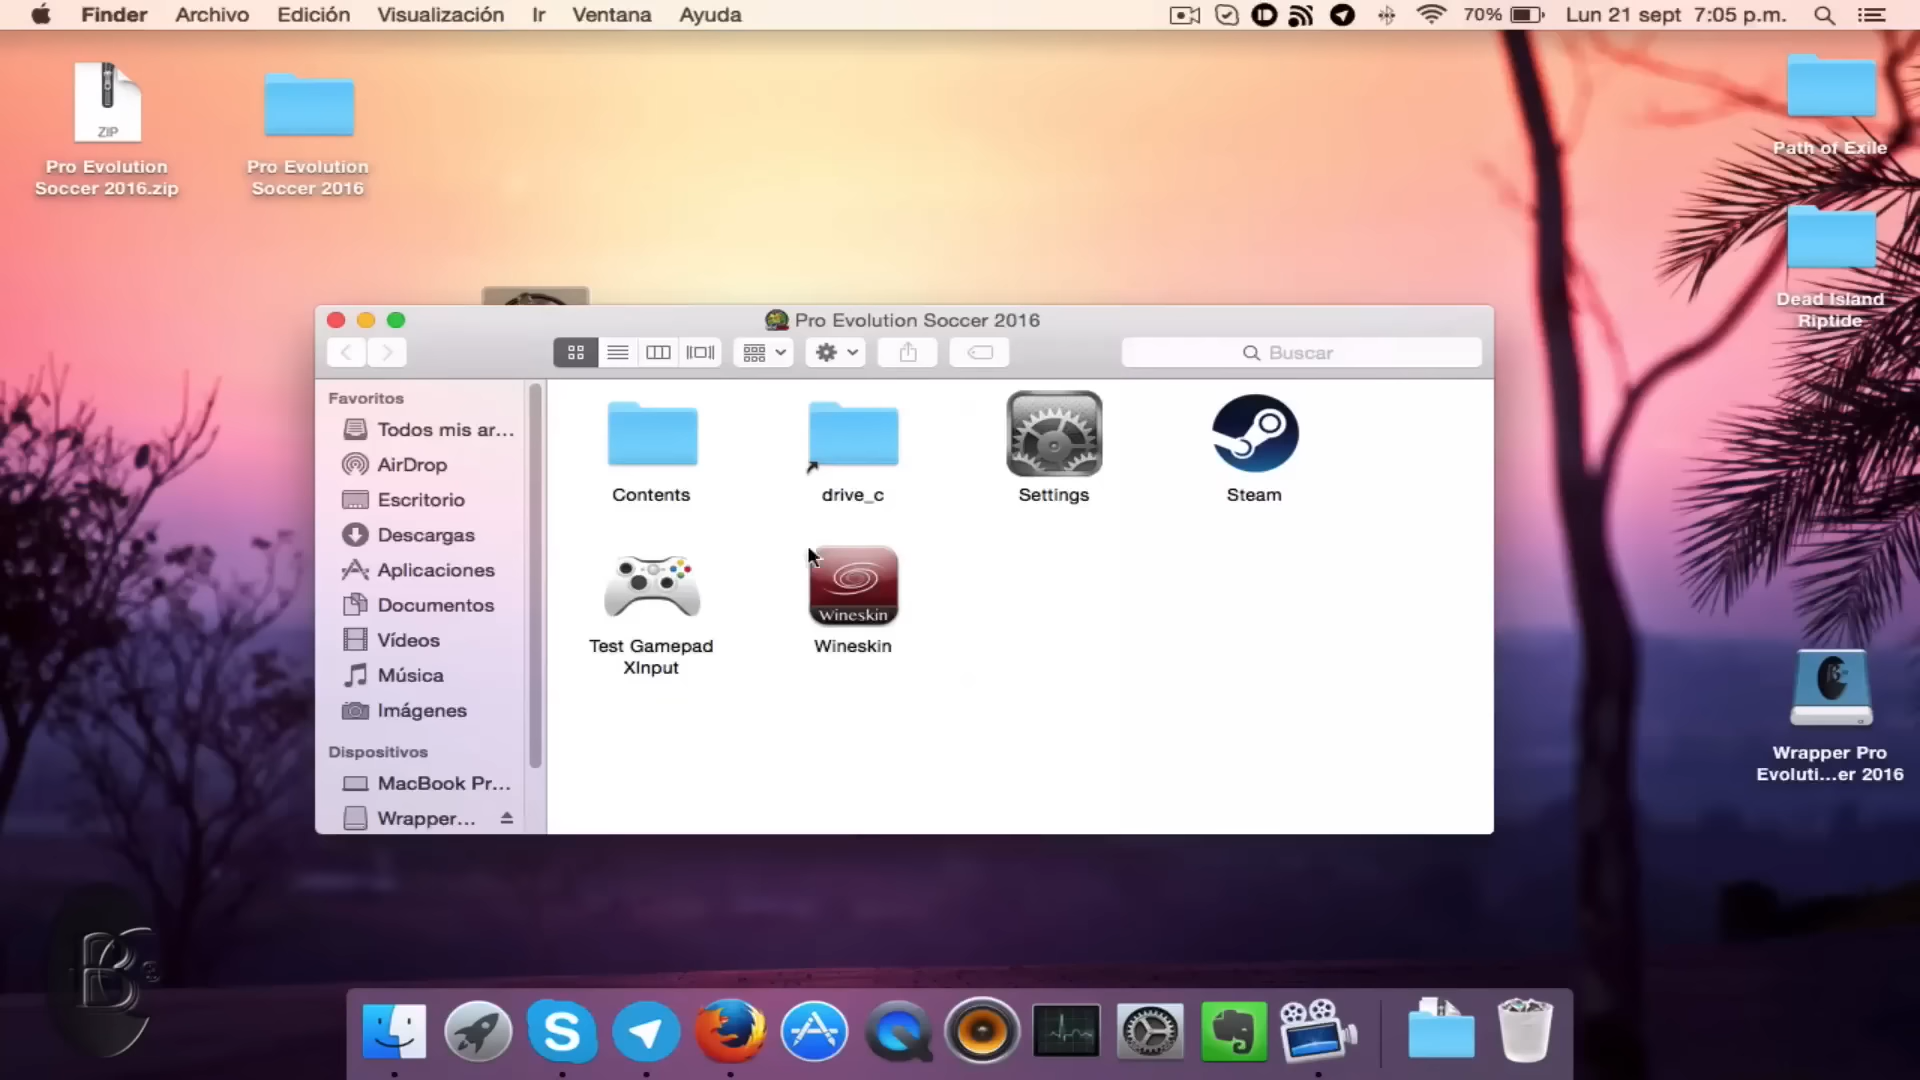 Finder Archivo Edición Visualización Ir Ventana Ayuda 70% Lun 21 sept 7:05 p.m.
ZIP
Pro Evolution
Soccer 2016.zip
Pro Evolution
Soccer 2016
Path of Exile
Dead Island
Riptide
Pro Evolution Soccer 2016
Buscar
Favoritos
Todos mis ar...
AirDrop
Escritorio
Descargas
Aplicaciones
Documentos
Vídeos
Música
Imágenes
Dispositivos
MacBook Pr...
Wrapper...
Contents
drive_c
Settings
Steam
Test Gamepad
XInput
Wineskin
Wineskin
Wrapper Pro
Evoluti...er 2016